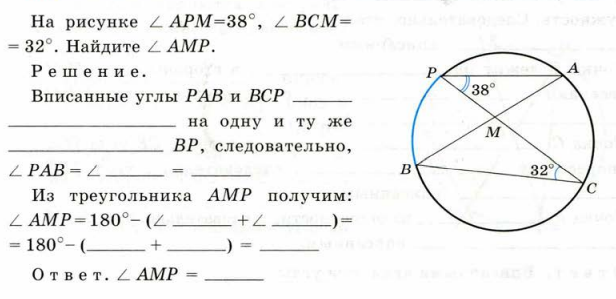 На рисунке ∠ APM=38°, ∠ BCM=
= 32°. Найдите ∠ AMP.
Решение.
Вписанные углы PAB и BCP ______
______________ на одну и ту же
______________ BP, следовательно,
∠ PAB = ∠ ______ = ______
Из треугольника AMP получим:
∠ AMP = 180° – (∠ ______ + ∠ ______) =
= 180° – (______ + ______) = ______
Ответ. ∠ AMP = ______
P
A
38°
M
B
32°
C